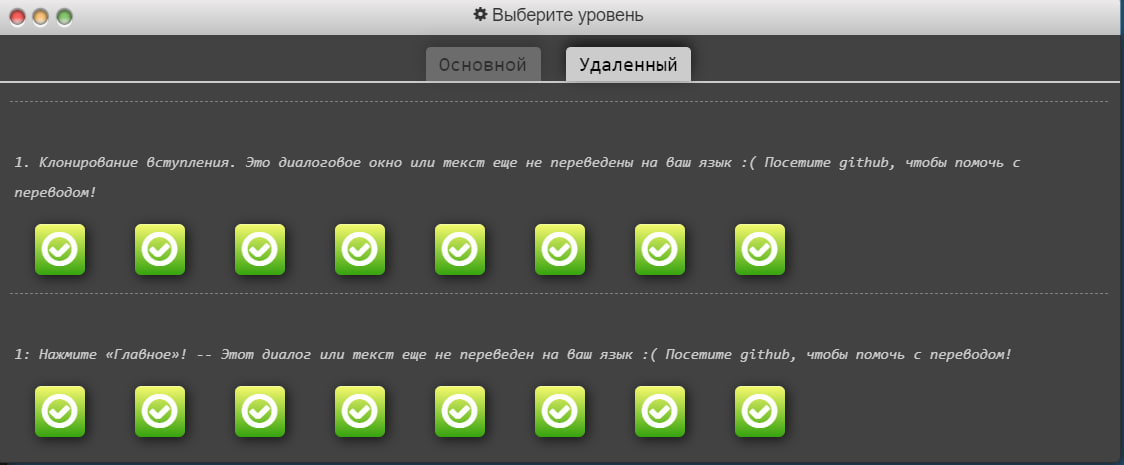 Выберите уровень
Основной Удаленный
1. Клонирование вступления. Это диалоговое окно или текст еще не переведены на ваш язык :( Посетите github, чтобы помочь с
переводом!
1: Нажмите «Главное»! -- Этот диалог или текст еще не переведен на ваш язык :( Посетите github, чтобы помочь с переводом!